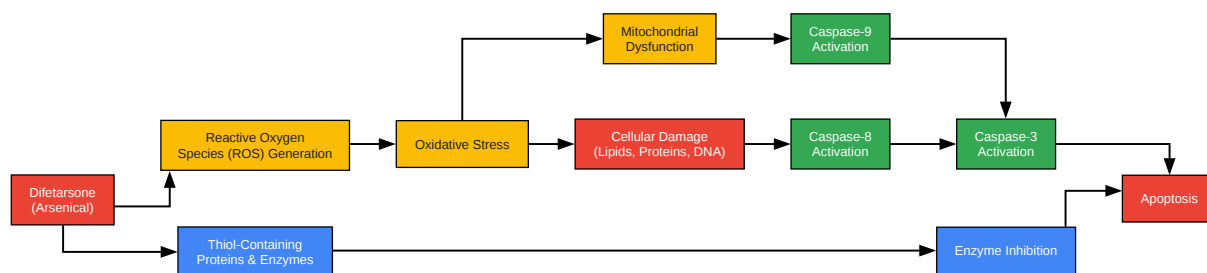 Mitochondrial
Dysfunction
Caspase-9
Activation
Reactive Oxygen
Species (ROS) Generation
Oxidative Stress
Cellular Damage
(Lipids, Proteins, DNA)
Caspase-8
Activation
Caspase-3
Activation
Difetarsone
(Arsenical)
Apoptosis
Thiol-Containing
Proteins & Enzymes
Enzyme Inhibition